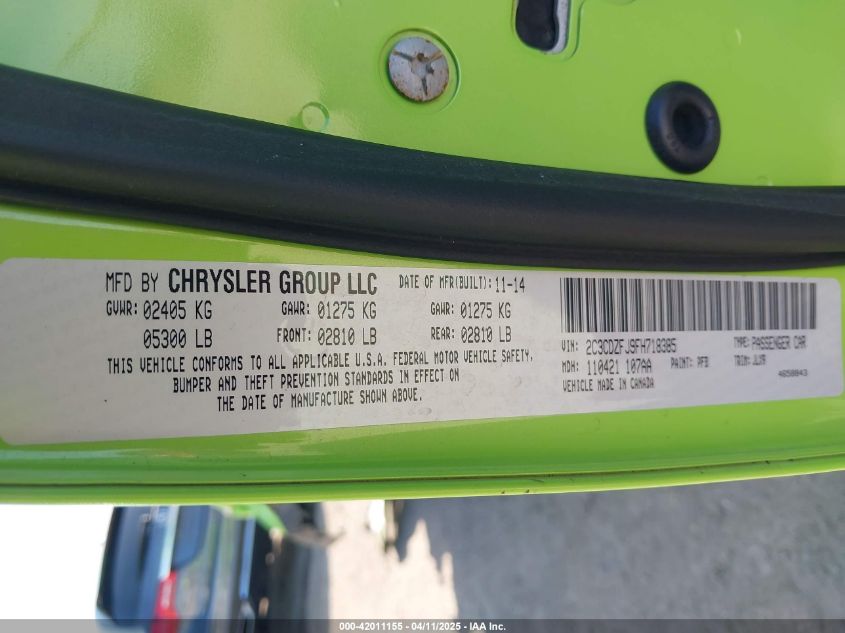 MFD BY CHRYSLER GROUP LLC DATE OF MFR(BUILT): 11-14
GVWR: 02405 KG GAWR: 01275 KG GAWR: 01275 KG
05300 LB FRONT: 02810 LB REAR: 02810 LB
THIS VEHICLE CONFORMS TO ALL APPLICABLE U.S.A. FEDERAL MOTOR VEHICLE SAFETY,
BUMPER AND THEFT PREVENTION STANDARDS IN EFFECT ON
THE DATE OF MANUFACTURE SHOWN ABOVE.
VIN: 2C3CDZFJ9FH718385 TYPE: PASSENGER CAR
MDH: 110421 107AA PAINT: PFB TRIM: JLX9
VEHICLE MADE IN CANADA 4658843
000-42011155 - 04/11/2025 - IAA Inc.